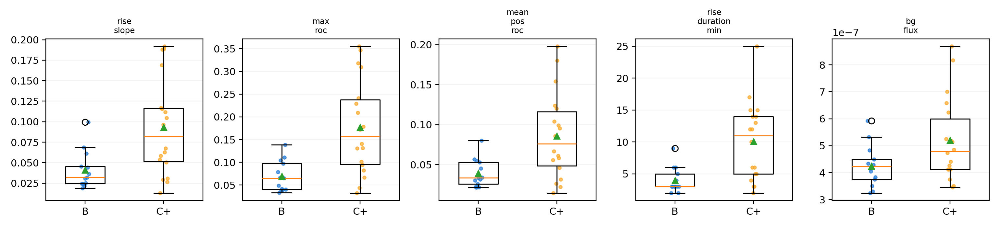 rise
slope
0.200
0.175
0.150
0.125
0.100
0.075
0.050
0.025
B
C+
max
roc
0.35
0.30
0.25
0.20
0.15
0.10
0.05
B
C+
mean
pos
roc
0.20
0.15
0.10
0.05
B
C+
rise
duration
min
25
20
15
10
5
B
C+
bg
flux
1e−7
8
7
6
5
4
3
B
C+